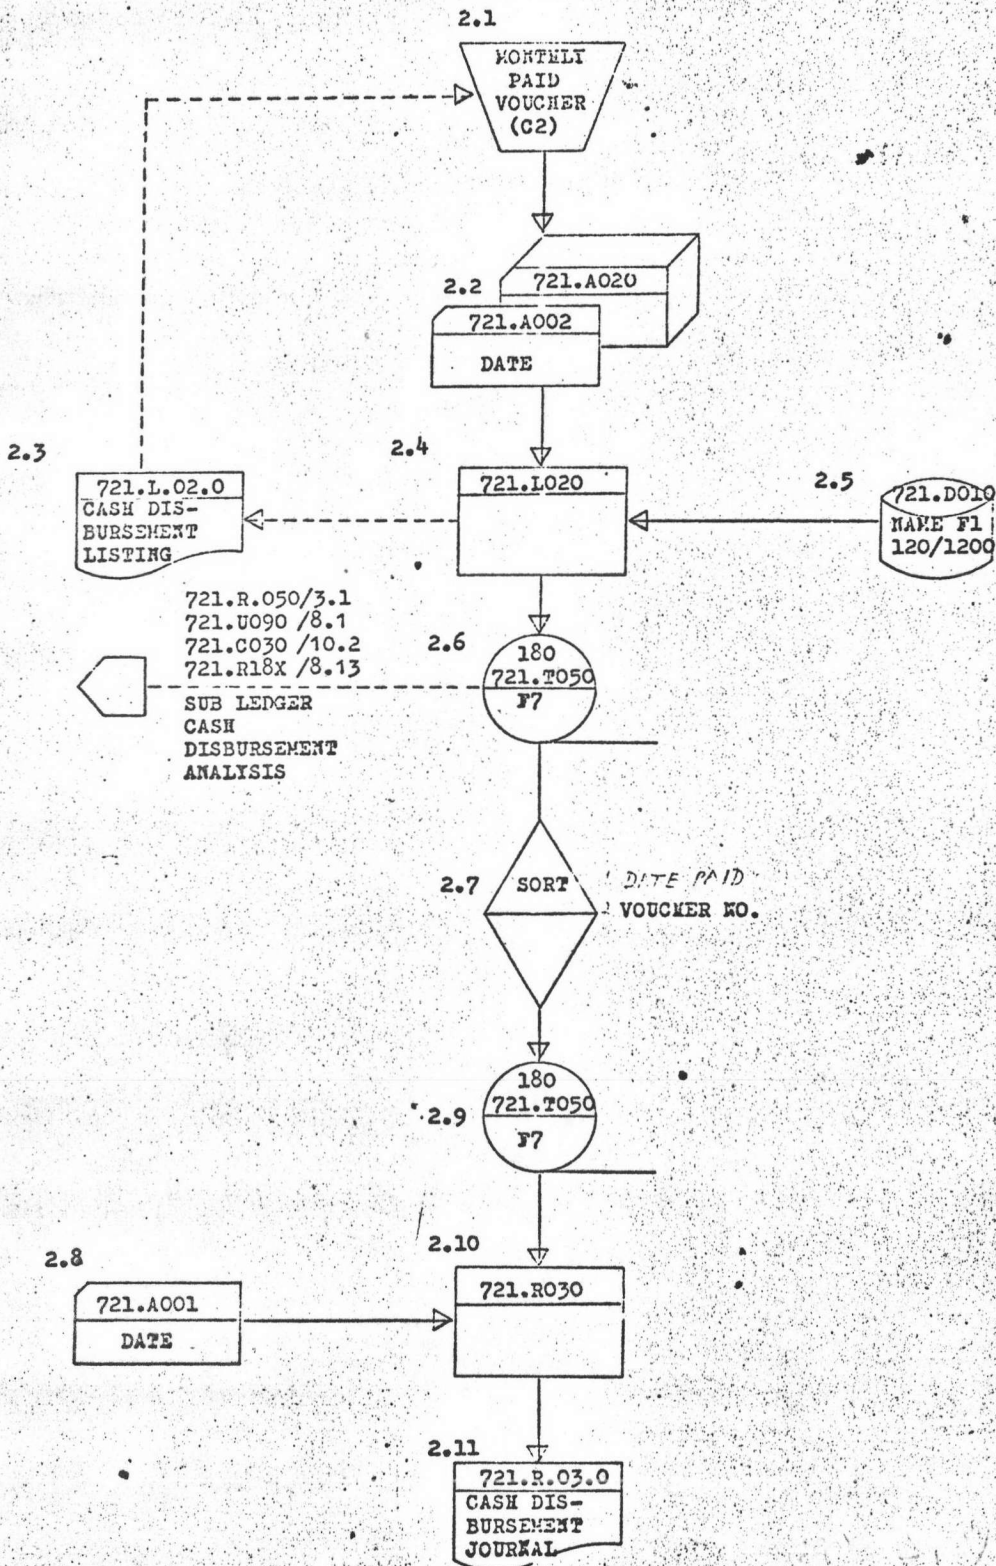 2.1
MONTHLY
PAID
VOUCHER
(C2)
2.2
721.A020
721.A002
DATE
2.3
721.L.02.0
CASH DIS-
BURSEMENT
LISTING
2.4
721.L020
2.5
721.D010
NAME F1
120/1200
721.R.050/3.1
721.U090 /8.1
721.C030 /10.2
721.R18X /8.13
SUB LEDGER
CASH
DISBURSEMENT
ANALYSIS
2.6
180
721.T050
F7
2.7
SORT
DATE PAID
VOUCHER NO.
2.9
180
721.T050
F7
2.8
721.A001
DATE
2.10
721.R030
2.11
721.R.03.0
CASH DIS-
BURSEMENT
JOURNAL